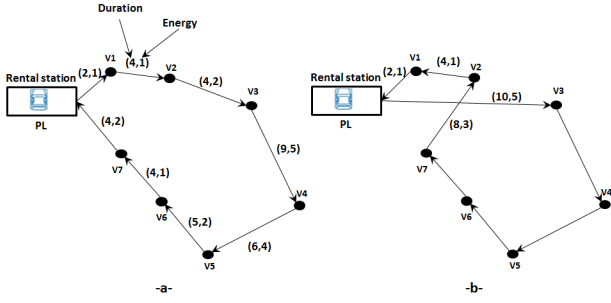 Duration
Energy
V1
(4,1)
V2
Rental station
(2,1)
(4,2)
V3
PL
(4,2)
(9,5)
V7
(4,1)
V6
V4
(5,2)
(6,4)
V5
-a-
V1
(4,1)
V2
Rental station
(2,1)
V3
(10,5)
PL
(8,3)
V7
V6
V4
V5
-b-